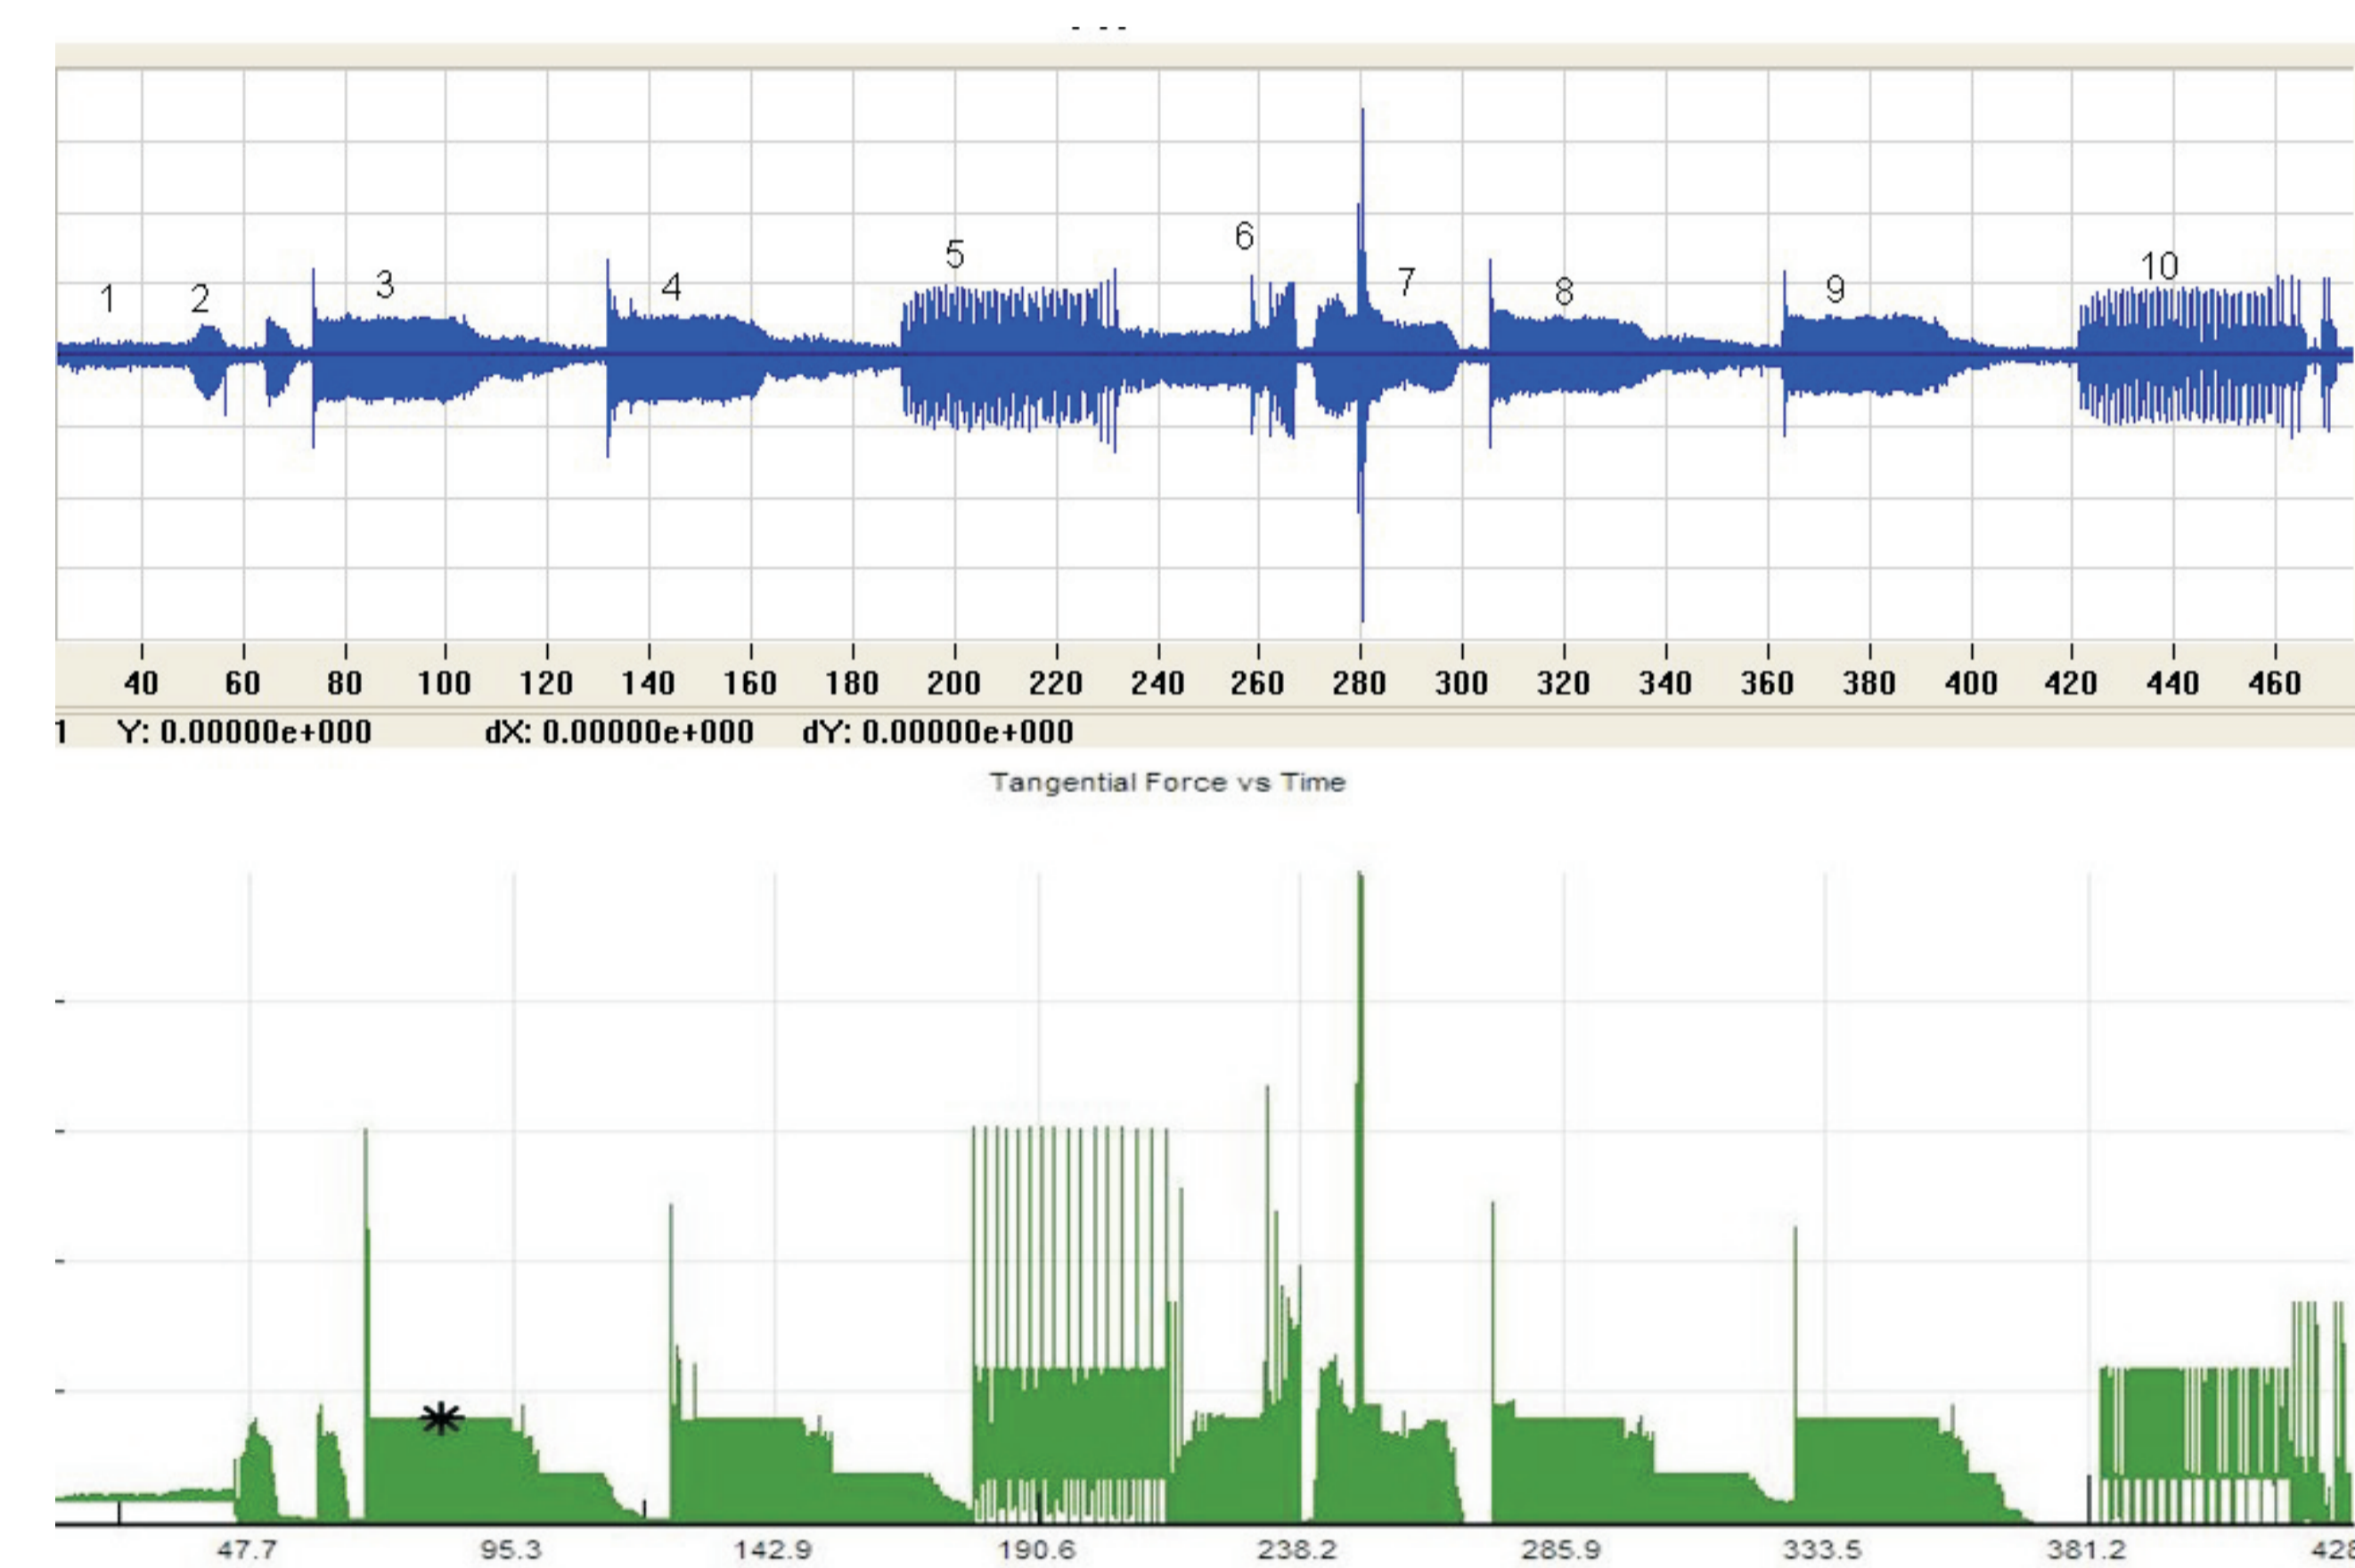 6
5
10
1 2 3 4 7 8 9
40 60 80 100 120 140 160 180 200 220 240 260 280 300 320 340 360 380 400 420 440 460
1 Y: 0.00000e+000 dX: 0.00000e+000 dY: 0.00000e+000
Tangential Force vs Time
47.7 95.3 142.9 190.6 238.2 285.9 333.5 381.2 428